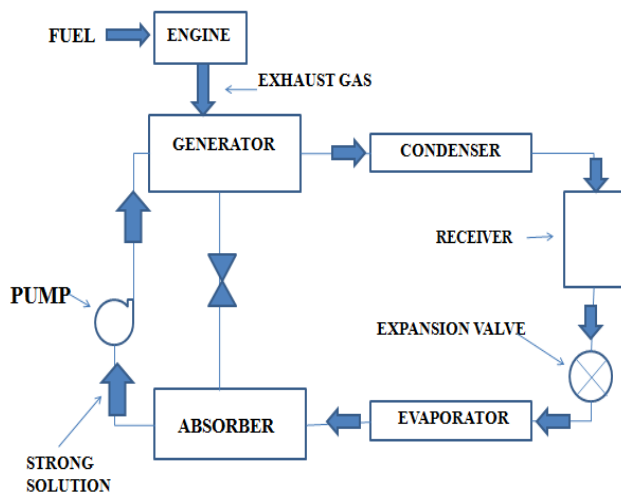 FUEL
ENGINE
EXHAUST GAS
GENERATOR
CONDENSER
RECEIVER
PUMP
EXPANSION VALVE
ABSORBER
EVAPORATOR
STRONG
SOLUTION